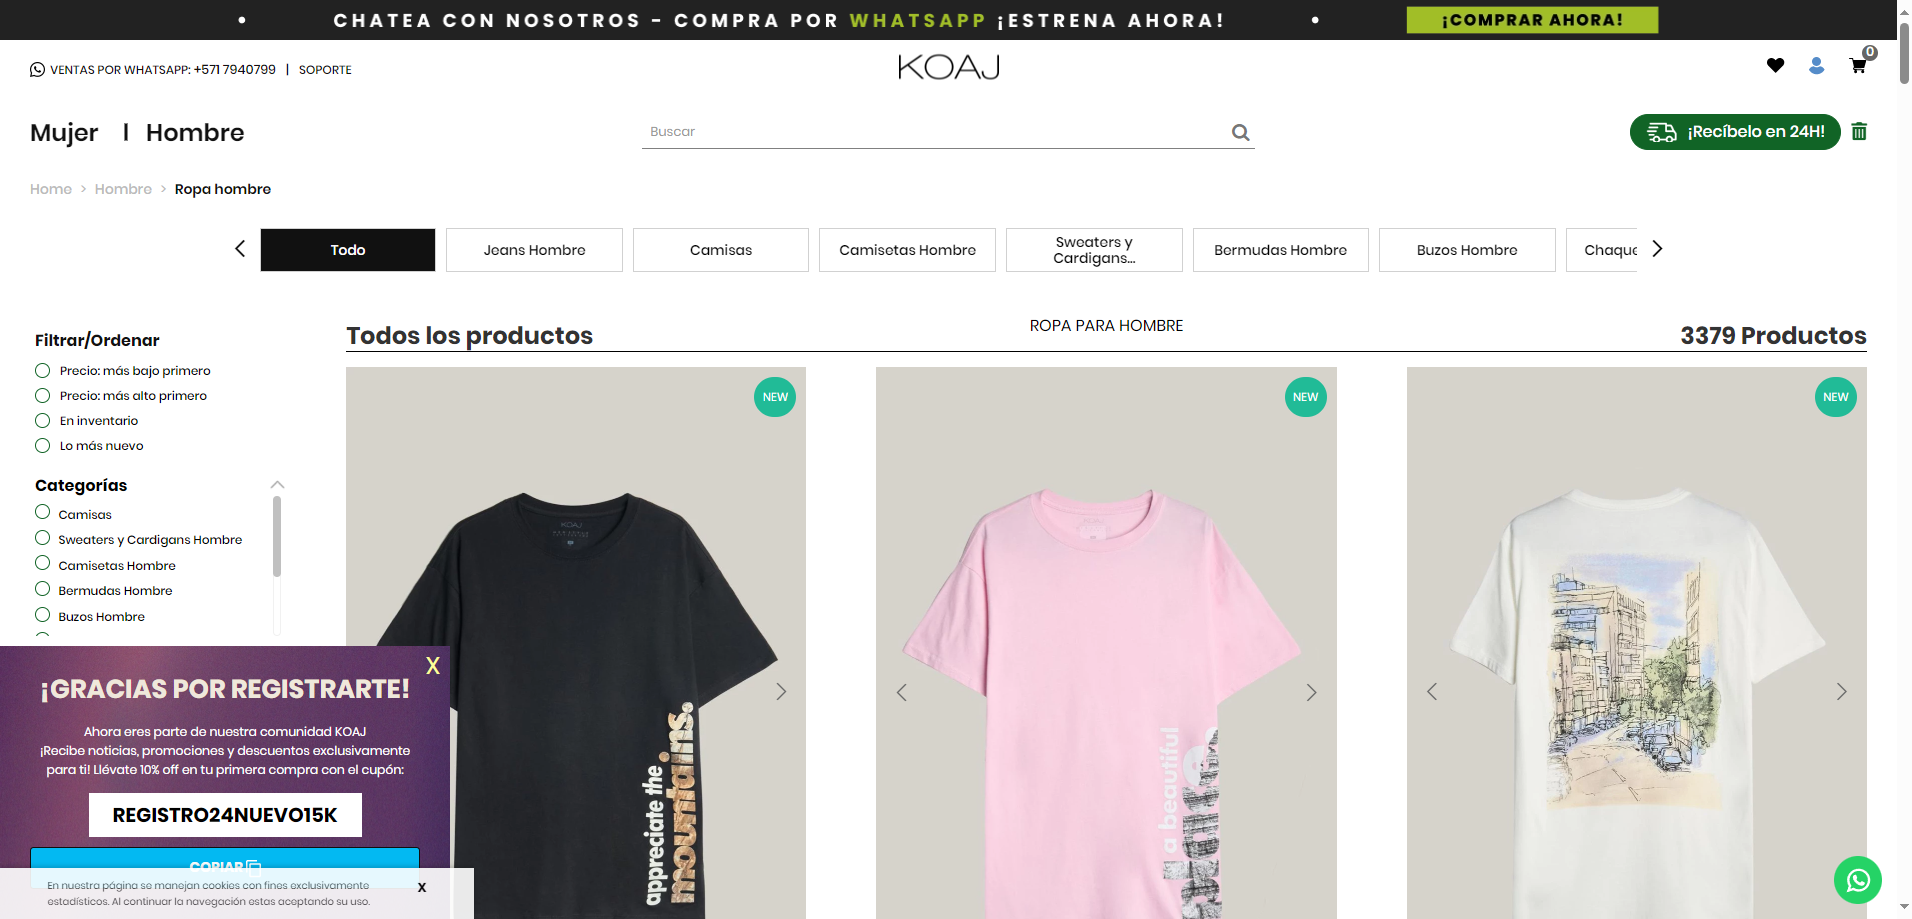 CHATEA CON NOSOTROS - COMPRA POR WHATSAPP ¡ESTRENA AHORA!
¡COMPRAR AHORA!
VENTAS POR WHATSAPP: +571 7940799 | SOPORTE
KOAJ
0
Mujer | Hombre
Buscar
¡Recíbelo en 24H!
Home > Hombre > Ropa hombre
Todo
Jeans Hombre
Camisas
Camisetas Hombre
Sweaters y
Cardigans...
Bermudas Hombre
Buzos Hombre
Chaque
Filtrar/Ordenar
Precio: más bajo primero
Precio: más alto primero
En inventario
Lo más nuevo
Categorías
Camisas
Sweaters y Cardigans Hombre
Camisetas Hombre
Bermudas Hombre
Buzos Hombre
Todos los productos
ROPA PARA HOMBRE
3379 Productos
NEW
NEW
NEW
KOAJ
appreciate the
mountains.
KOAJ
a beautiful
X
¡GRACIAS POR REGISTRARTE!
Ahora eres parte de nuestra comunidad KOAJ
¡Recibe noticias, promociones y descuentos exclusivamente
para ti! Llévate 10% off en tu primera compra con el cupón:
REGISTRO24NUEVO15K
COPIAR
En nuestra página se manejan cookies con fines exclusivamente
estadísticos. Al continuar la navegación estas aceptando su uso.
X